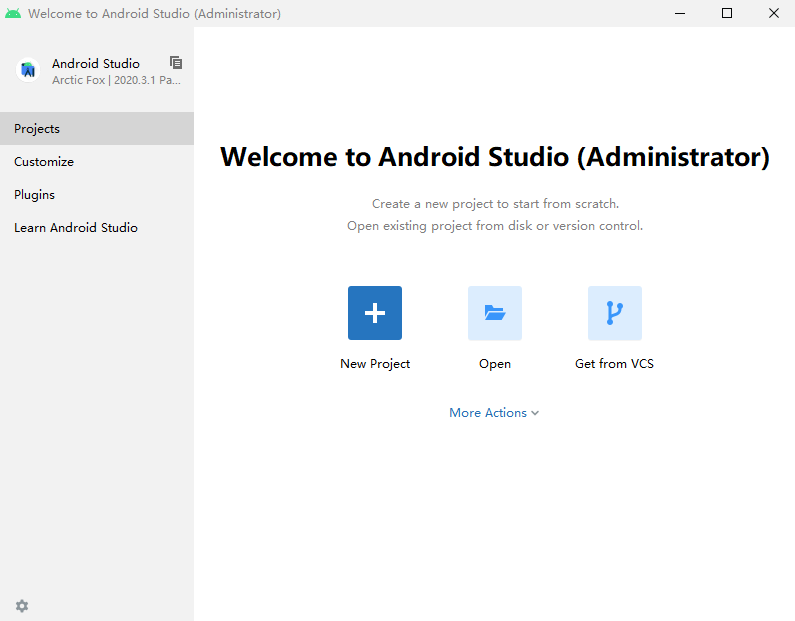 Welcome to Android Studio (Administrator)
Android Studio
Arctic Fox | 2020.3.1 Pa...
Projects
Customize
Plugins
Learn Android Studio
Welcome to Android Studio (Administrator)
Create a new project to start from scratch.
Open existing project from disk or version control.
New Project
Open
Get from VCS
More Actions